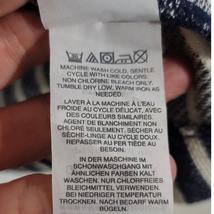 MACHINE WASH COLD, GENTLE
CYCLE WITH LIKE COLORS.
NON CHLORINE BLEACH ONLY.
TUMBLE DRY LOW, WARM IRON AS
NEEDED.
LAVER À LA MACHINE À L'EAU
FROIDE AU CYCLE DÉLICAT, AVEC
DES COULEURS SIMILAIRES.
AGENT DE BLANCHIMENT NON
CHLORE SEULEMENT. SÉCHER AU
SÈCHE-LINGE AU CYCLE DOUX.
REPASSER AU FER TIÈDE AU
BESOIN.
IN DER MASCHINE IM
SCHONWASCHGANG MIT
ÄHNLICHEN FARBEN KALT
WASCHEN. NUR CHLORFREIES
BLEICHMITTEL VERWENDEN.
BEI NIEDRIGER TEMPERATUR
TROCKNEN. NACH BEDARF WARM
BÜGELN.